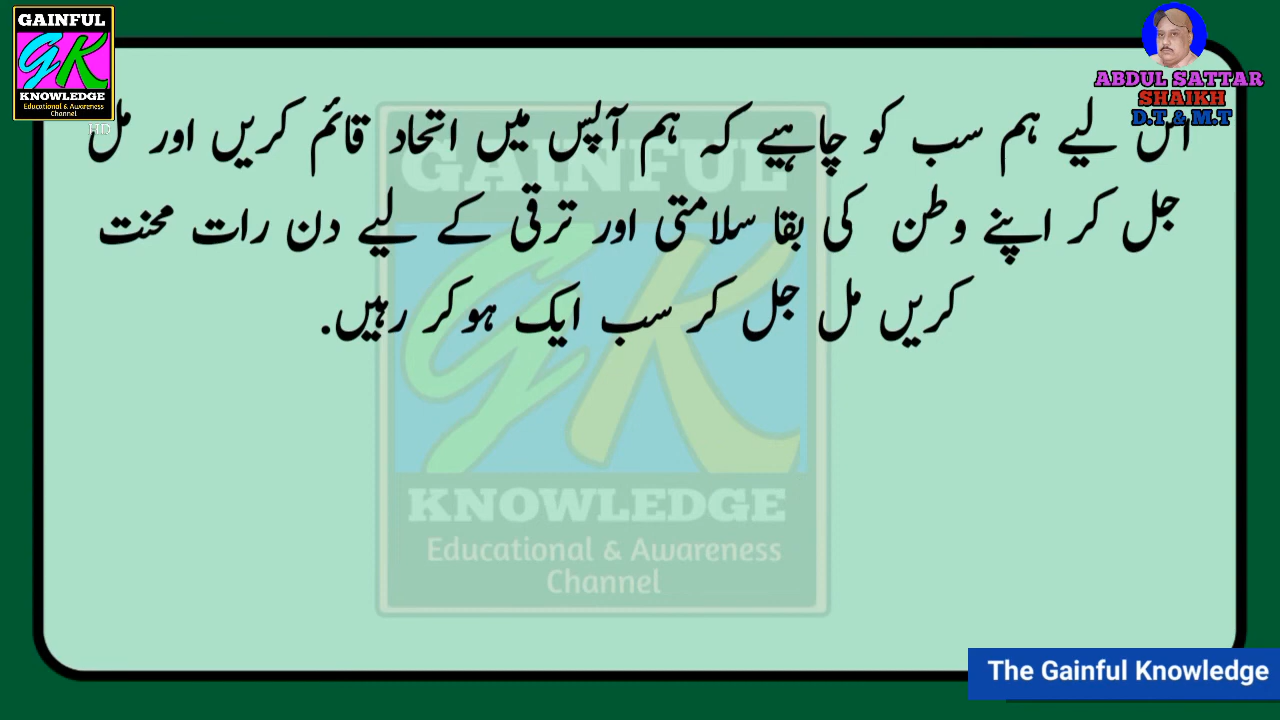 GAINFUL
GK
KNOWLEDGE
Educational & Awareness
Channel
HD
ABDUL SATTAR
SHAIKH
D.T & M.T
اس لیے ہم سب کو چاہیے کہ ہم آپس میں اتحاد قائم کریں اور مل
جل کر اپنے وطن کی بقا سلامتی اور ترقی کے لیے دن رات محنت
کریں مل جل کر سب ایک ہوکر رہیں.
GAINFUL
GK
KNOWLEDGE
Educational & Awareness
Channel
The Gainful Knowledge